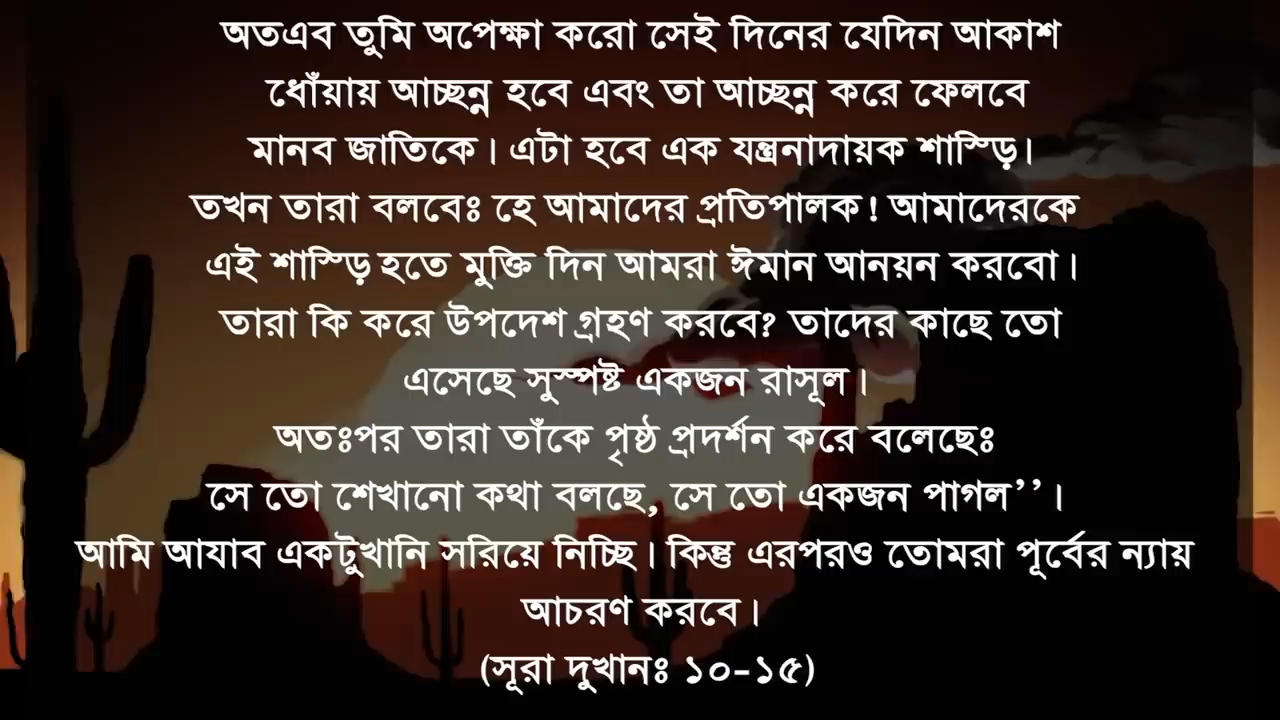 অতএব তুমি অপেক্ষা করো সেই দিনের যেদিন আকাশ
ধোঁয়ায় আচ্ছন্ন হবে এবং তা আচ্ছন্ন করে ফেলবে
মানব জাতিকে। এটা হবে এক যন্ত্রনাদায়ক শাস্ড়ি।
তখন তারা বলবেঃ হে আমাদের প্রতিপালক! আমাদেরকে
এই শাস্ড়ি হতে মুক্তি দিন আমরা ঈমান আনয়ন করবো।
তারা কি করে উপদেশ গ্রহণ করবে? তাদের কাছে তো
এসেছে সুস্পষ্ট একজন রাসূল।
অতঃপর তারা তাঁকে পৃষ্ঠ প্রদর্শন করে বলেছেঃ
সে তো শেখানো কথা বলছে, সে তো একজন পাগল’’।
আমি আযাব একটুখানি সরিয়ে নিচ্ছি। কিন্তু এরপরও তোমরা পূর্বের ন্যায়
আচরণ করবে।
(সূরা দুখানঃ ১০-১৫)